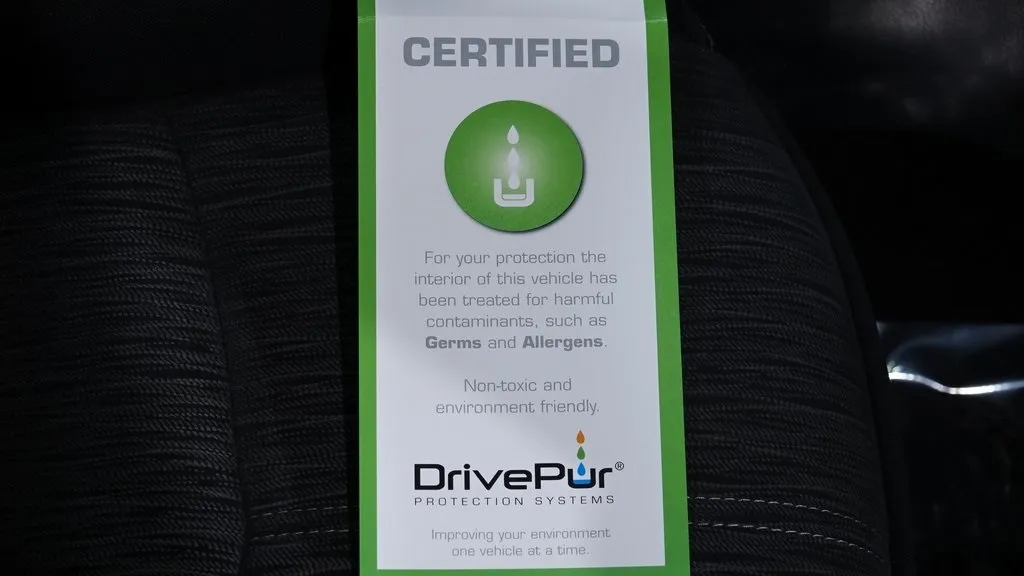 CERTIFIED
For your protection the
interior of this vehicle has
been treated for harmful
contaminants, such as
Germs and Allergens.
Non-toxic and
environment friendly.
DrivePur®
PROTECTION SYSTEMS
Improving your environment
one vehicle at a time.